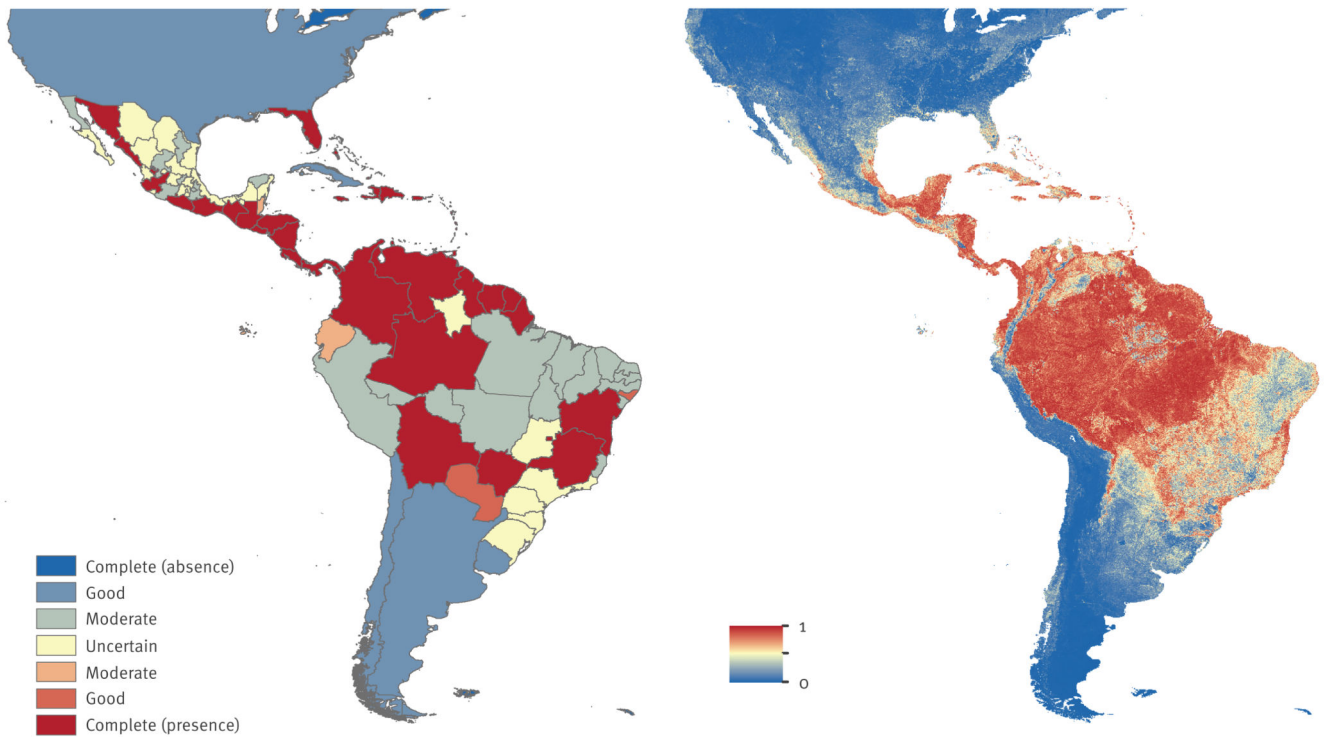 Complete (absence)
Good
Moderate
Uncertain
Moderate
Good
Complete (presence)
1
0